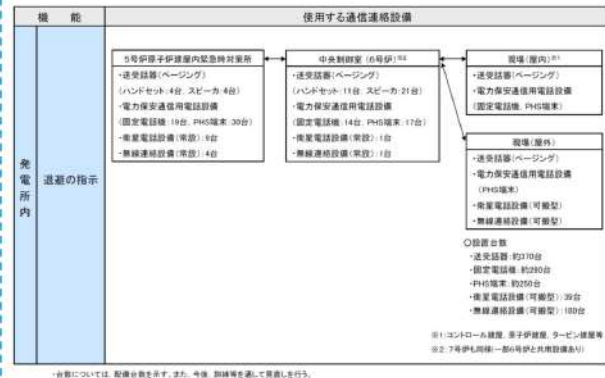 機 能
使用する通信連絡設備
発電所内
退避の指示
5号炉原子炉建屋内緊急時対策所
・送受話器(ページング)
(ハンドセット:4台, スピーカ:4台)
・電力保安通信用電話設備
(固定電話機:19台, PHS端末:30台)
・衛星電話設備(常設):9台
・無線連絡設備(常設):4台
中央制御室(6号炉)※2
・送受話器(ページング)
(ハンドセット:11台, スピーカ:21台)
・電力保安通信用電話設備
(固定電話機:14台, PHS端末:17台)
・衛星電話設備(常設):1台
・無線連絡設備(常設):1台
現場(屋内)※1
・送受話器(ページング)
・電力保安通信用電話設備
(固定電話機, PHS端末)
現場(屋外)
・送受話器(ページング)
・電力保安通信用電話設備
(PHS端末)
・衛星電話設備(可搬型)
・無線連絡設備(可搬型)
○設置台数
・送受話器:約370台
・固定電話機:約280台
・PHS端末:約250台
・衛星電話設備(可搬型):39台
・無線連絡設備(可搬型):100台
※1:コントロール建屋, 原子炉建屋, タービン建屋等
※2:7号炉も同様(一部6号炉と共用設備あり)
・台数については, 配備台数を示す。また, 今後, 訓練等を通して見直しを行う。